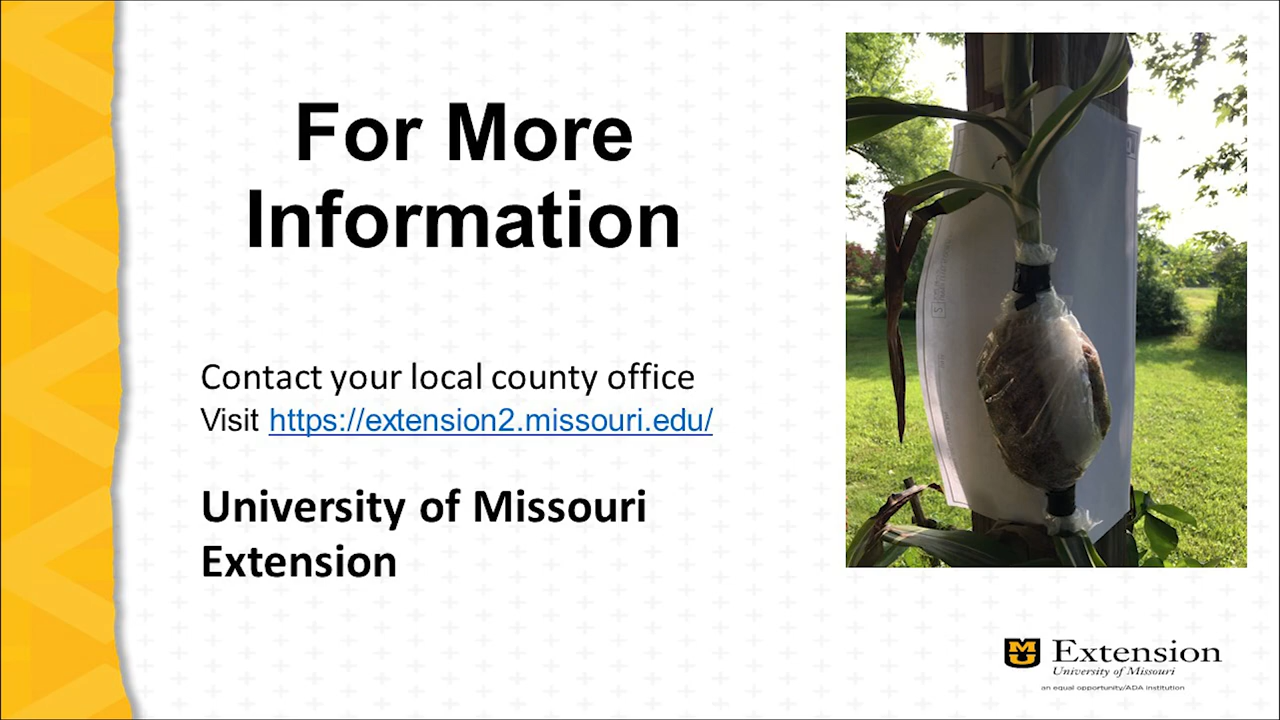 For More
Information
Contact your local county office
Visit https://extension2.missouri.edu/
University of Missouri
Extension
Extension
University of Missouri
an equal opportunity/ADA institution